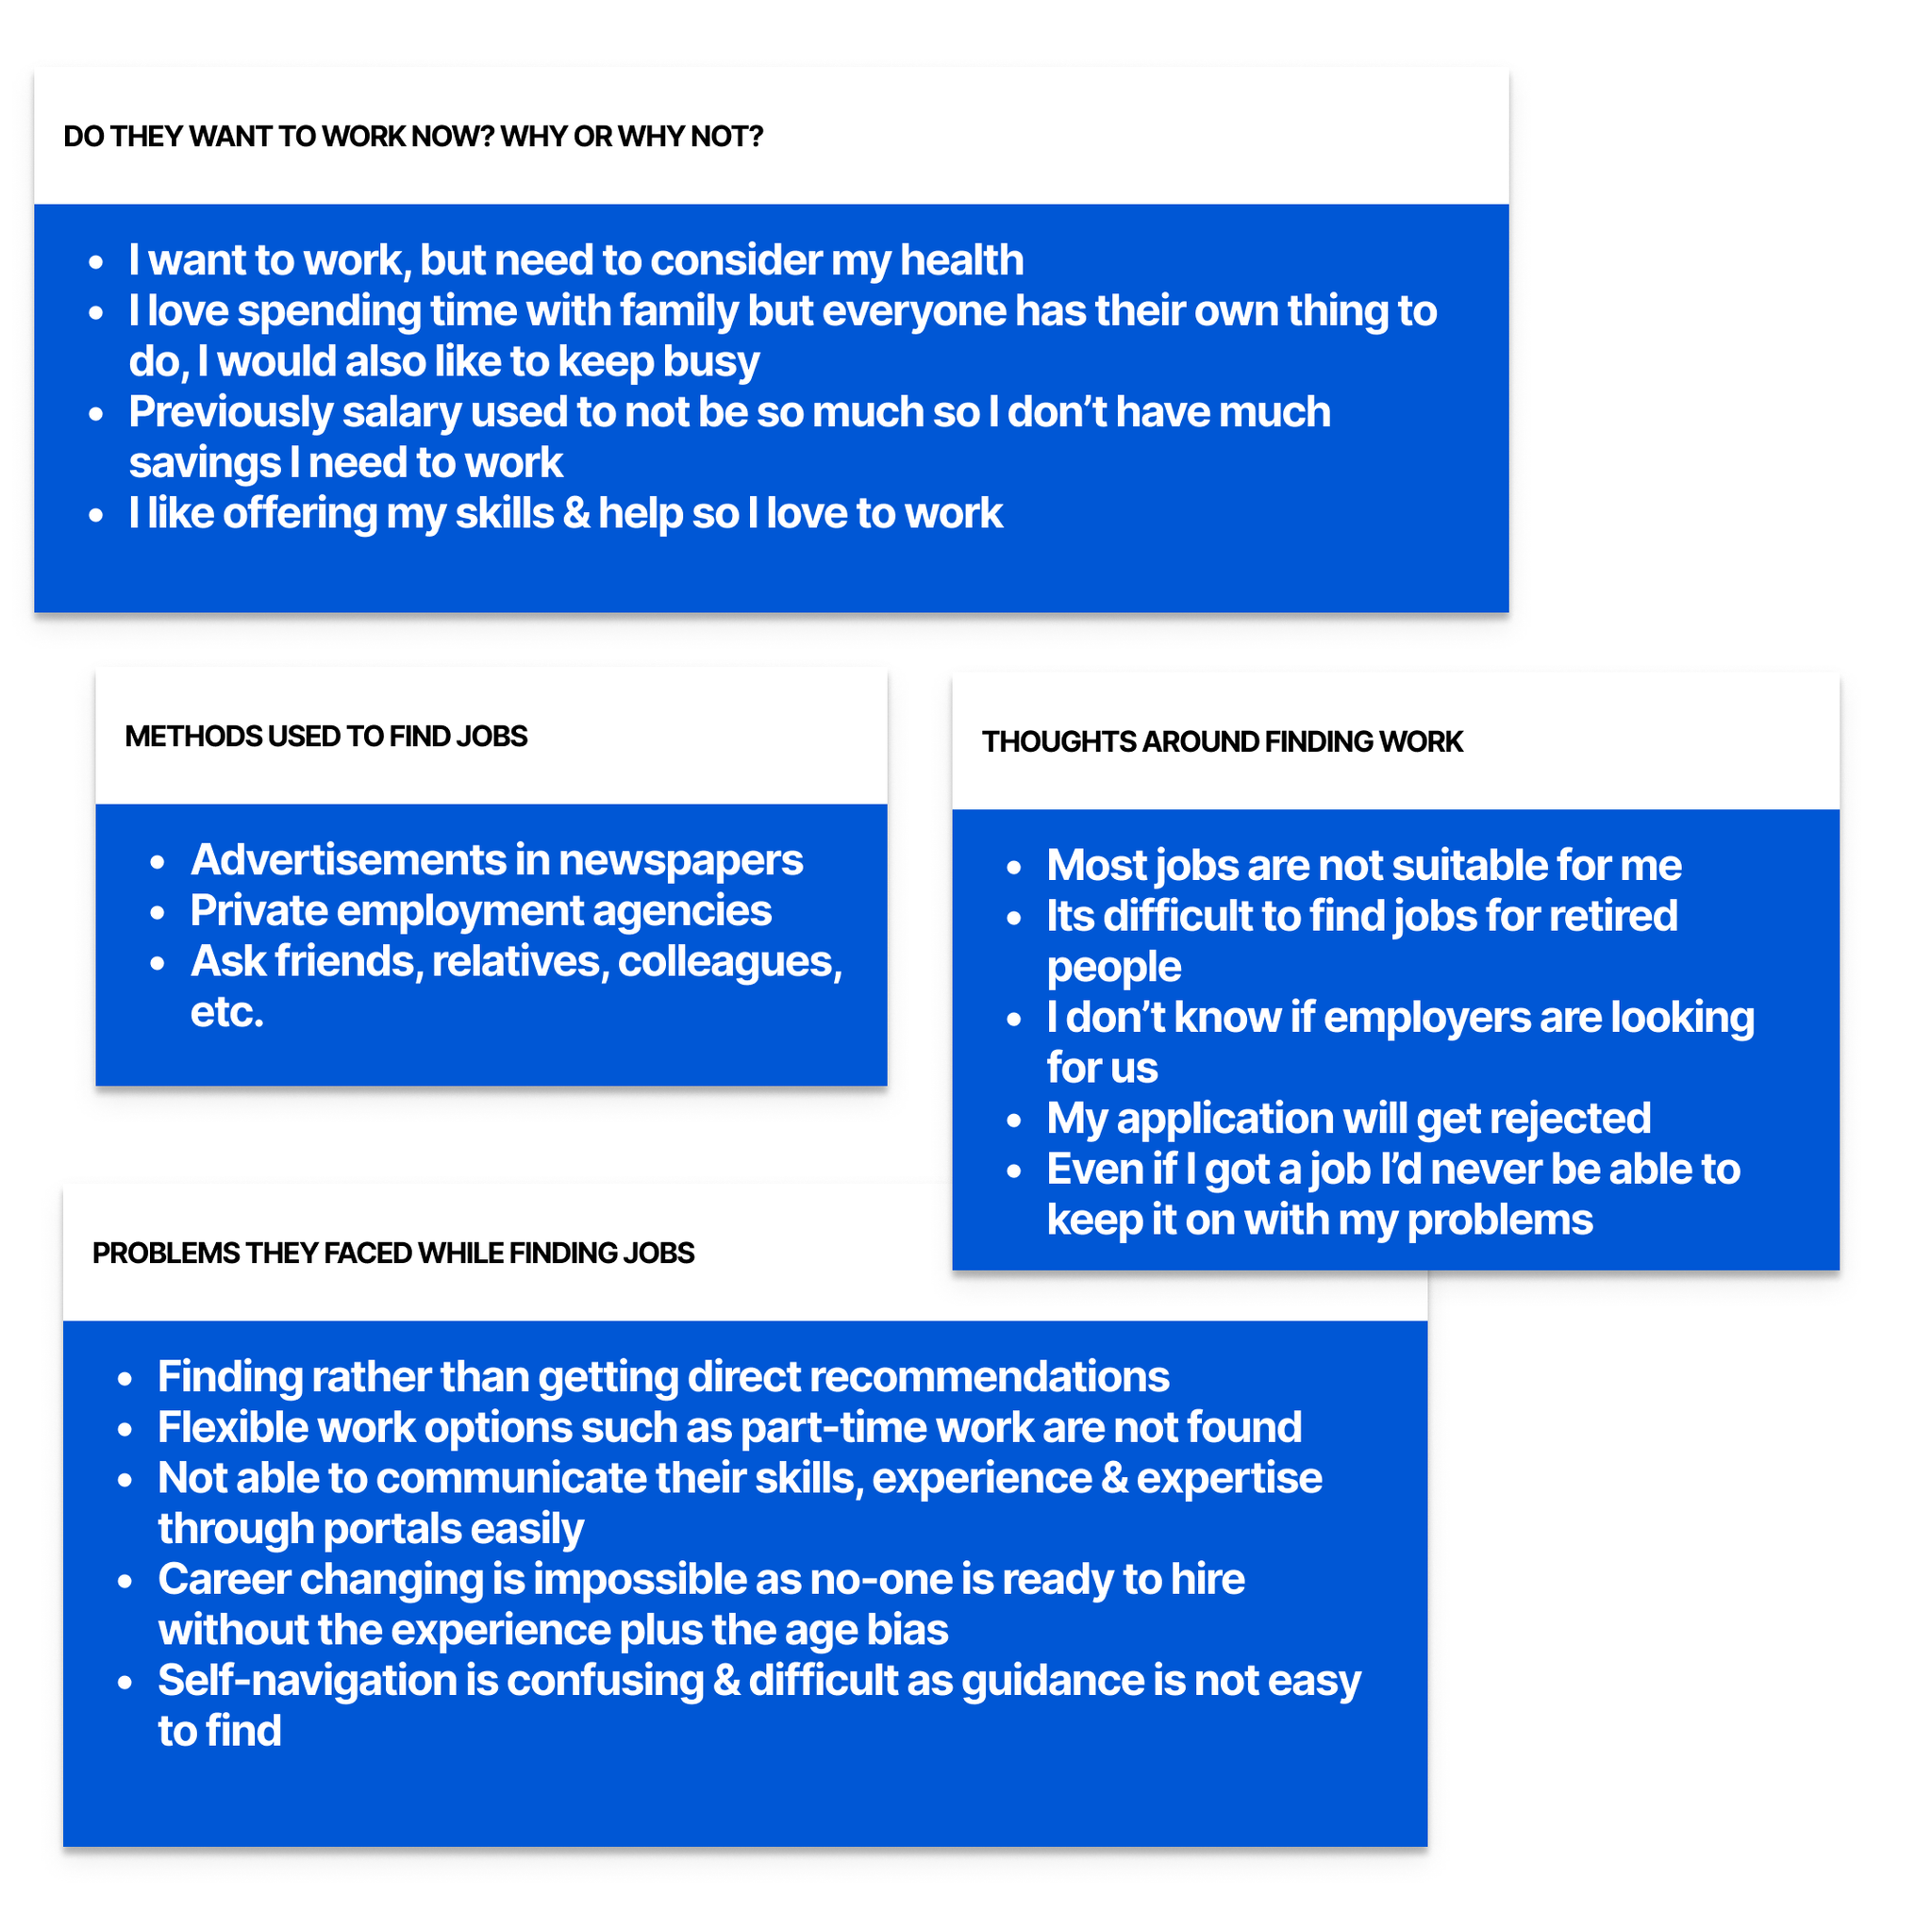 DO THEY WANT TO WORK NOW? WHY OR WHY NOT?
• I want to work, but need to consider my health
• I love spending time with family but everyone has their own thing to
do, I would also like to keep busy
• Previously salary used to not be so much so I don’t have much
savings I need to work
• I like offering my skills & help so I love to work
METHODS USED TO FIND JOBS
• Advertisements in newspapers
• Private employment agencies
• Ask friends, relatives, colleagues,
etc.
THOUGHTS AROUND FINDING WORK
• Most jobs are not suitable for me
• Its difficult to find jobs for retired
people
• I don’t know if employers are looking
for us
• My application will get rejected
• Even if I got a job I’d never be able to
keep it on with my problems
PROBLEMS THEY FACED WHILE FINDING JOBS
• Finding rather than getting direct recommendations
• Flexible work options such as part-time work are not found
• Not able to communicate their skills, experience & expertise
through portals easily
• Career changing is impossible as no-one is ready to hire
without the experience plus the age bias
• Self-navigation is confusing & difficult as guidance is not easy
to find